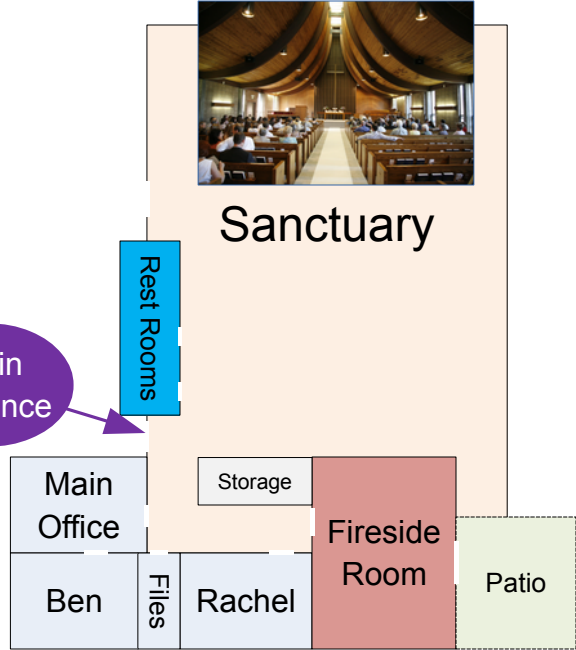 Sanctuary
Rest Rooms
Storage
Main
Office
Fireside
Room
Patio
Ben
Files
Rachel